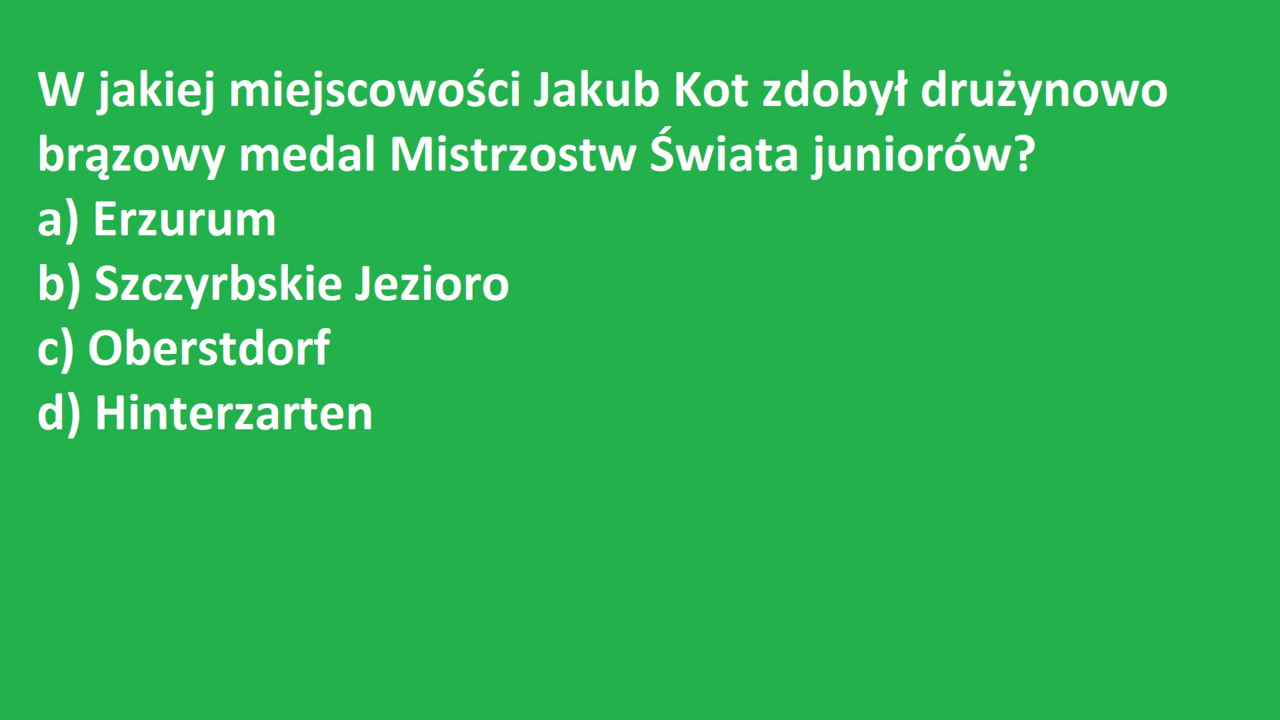 W jakiej miejscowości Jakub Kot zdobył drużynowo
brązowy medal Mistrzostw Świata juniorów?
a) Erzurum
b) Szczyrbskie Jezioro
c) Oberstdorf
d) Hinterzarten